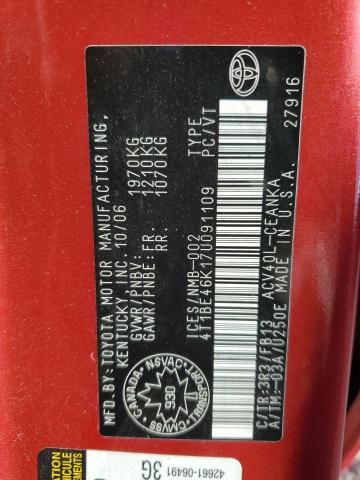 MFD. BY: TOYOTA MOTOR MANUFACTURING,
KENTUCKY, INC. 10/06
GVWR/PNBV: 1970KG
GAWR/PNBE: FR. 1210KG
RR. 1070KG
CANADA
NSVAC
930
CMVSS
TRANSPORT
ICES/NMB-002
4T1BE46K17U091109 TYPE PC/VT
C/TR:3R3/FB13 ACV40L-CEANKA
A/TM:-03A/U250E MADE IN U.S.A.
27916
42661-06491
3G